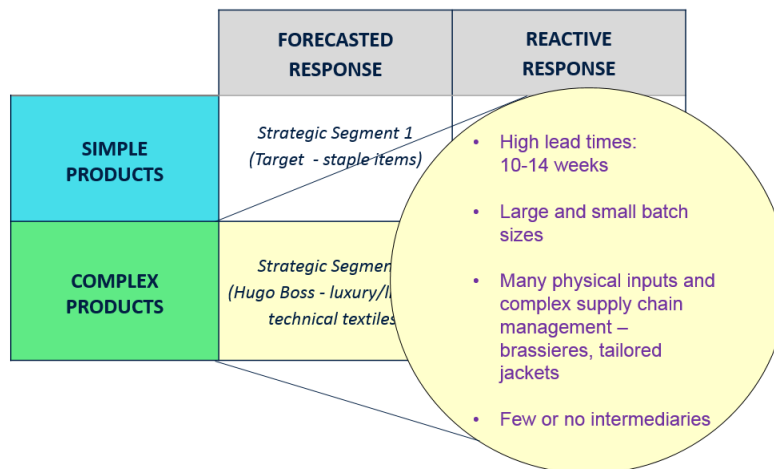 FORECASTED
RESPONSE
REACTIVE
RESPONSE
SIMPLE
PRODUCTS
Strategic Segment 1
(Target - staple items)
COMPLEX
PRODUCTS
Strategic Segment
(Hugo Boss - luxury/
technical textiles
• High lead times:
10-14 weeks
• Large and small batch
sizes
• Many physical inputs and
complex supply chain
management –
brassieres, tailored
jackets
• Few or no intermediaries